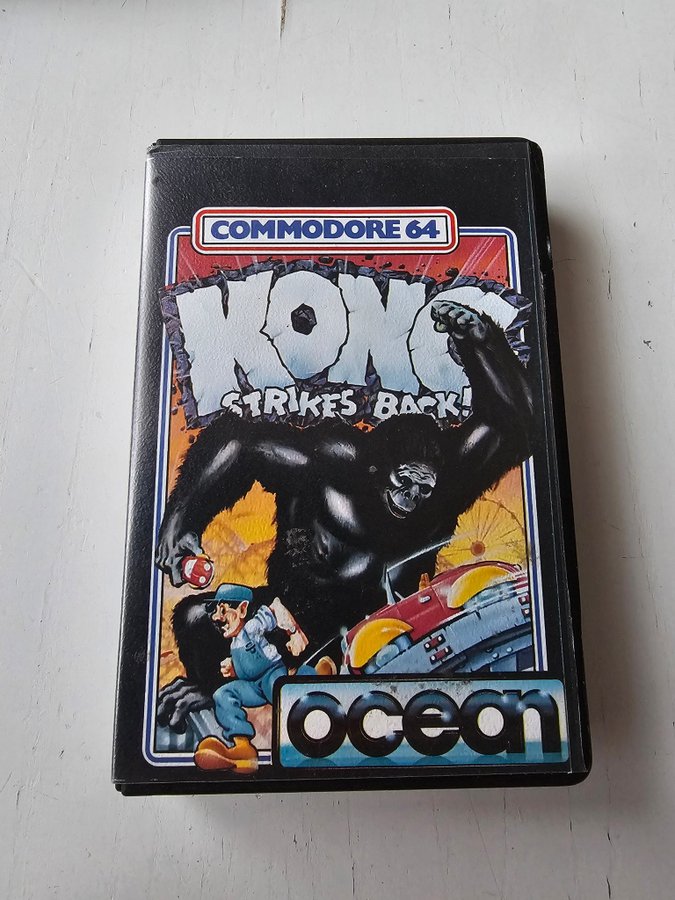 COMMODORE 64
KONG
STRIKES BACK!
ocean